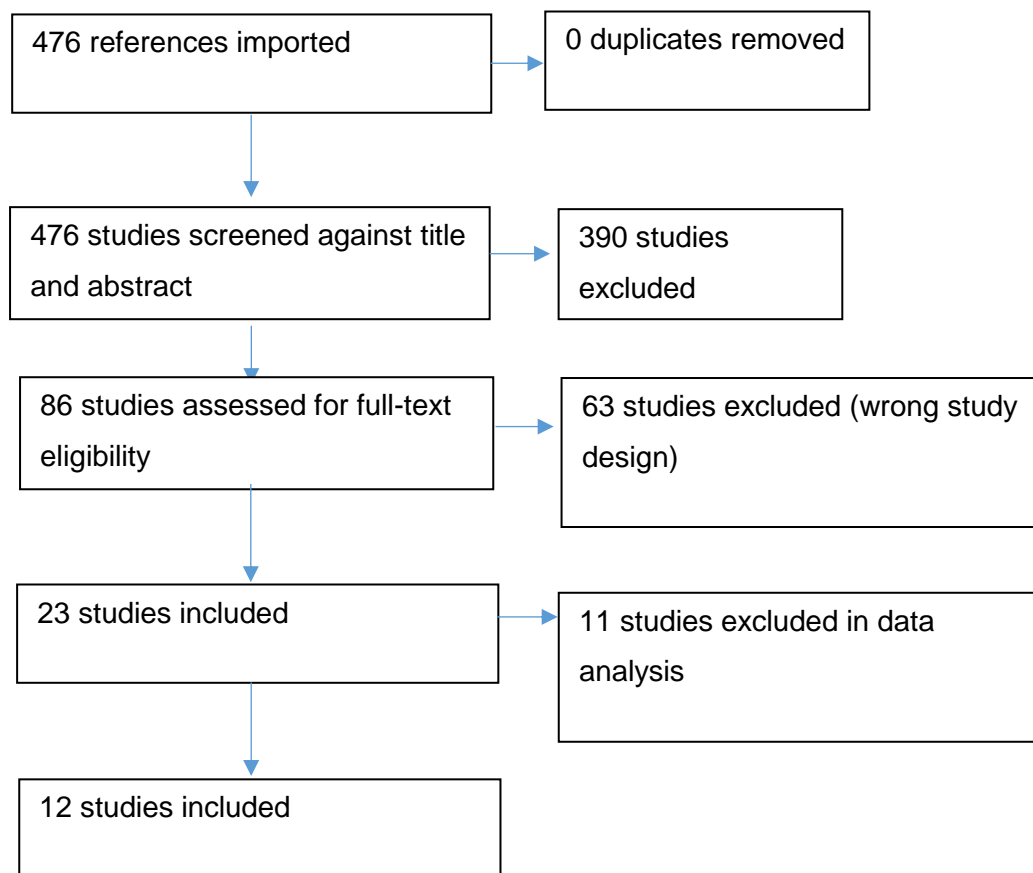 476 references imported
0 duplicates removed
476 studies screened against title
and abstract
390 studies
excluded
86 studies assessed for full-text
eligibility
63 studies excluded (wrong study
design)
23 studies included
11 studies excluded in data
analysis
12 studies included